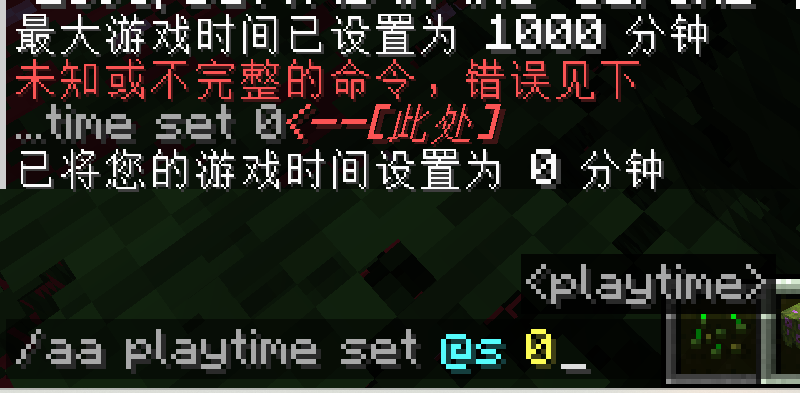 最大游戏时间已设置为 1000 分钟
未知或不完整的命令，错误见下
...time set 0<--[此处]
已将您的游戏时间设置为 0 分钟
<playtime>
/aa playtime set @s 0_